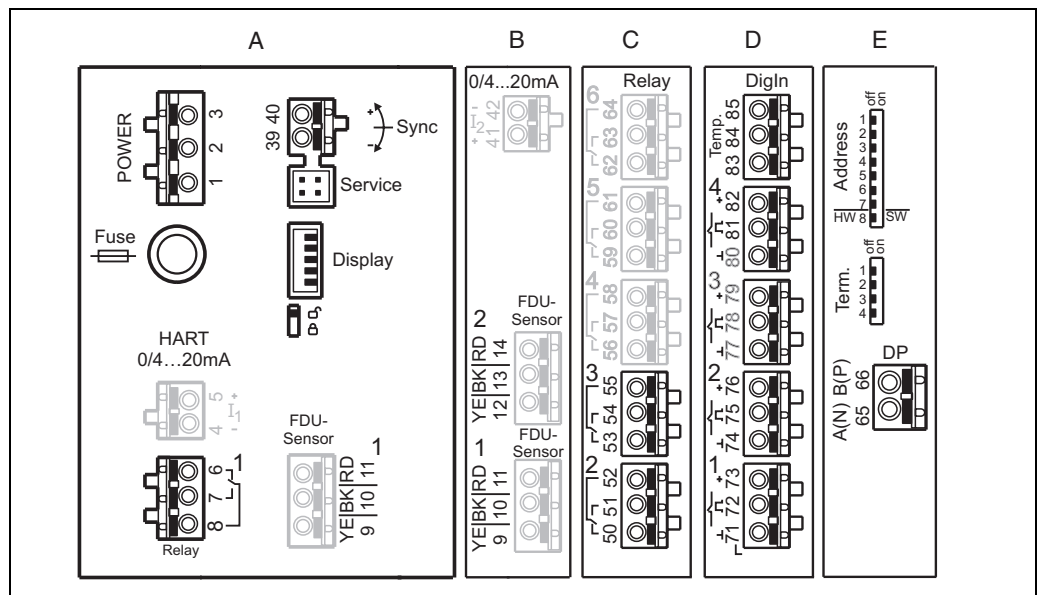 A
B
C
D
E
POWER
3
2
1
39 40
+
-
Sync
Service
Fuse
Display
HART
0/4...20mA
5 +
I1
4 -
6
7
8
1
Relay
FDU-
Sensor
1
YE|BK|RD
9 |10| 11
0/4...20mA
-
I2
+
41 42
2
FDU-
Sensor
YE|BK|RD
12|13| 14
1
FDU-
Sensor
YE|BK|RD
9 |10| 11
Relay
6
62 63 64
5
59 60 61
4
56 57 58
3
53 54 55
2
50 51 52
DigIn
Temp.
83 84 85
4
+
80 81 82
3
+
77 78 79
2
+
74 75 76
1
+
71 72 73
L
off
on
Address
1
2
3
4
5
6
7
HW 8 SW
off
on
Term.
1
2
3
4
DP
A(N) B(P)
65 66